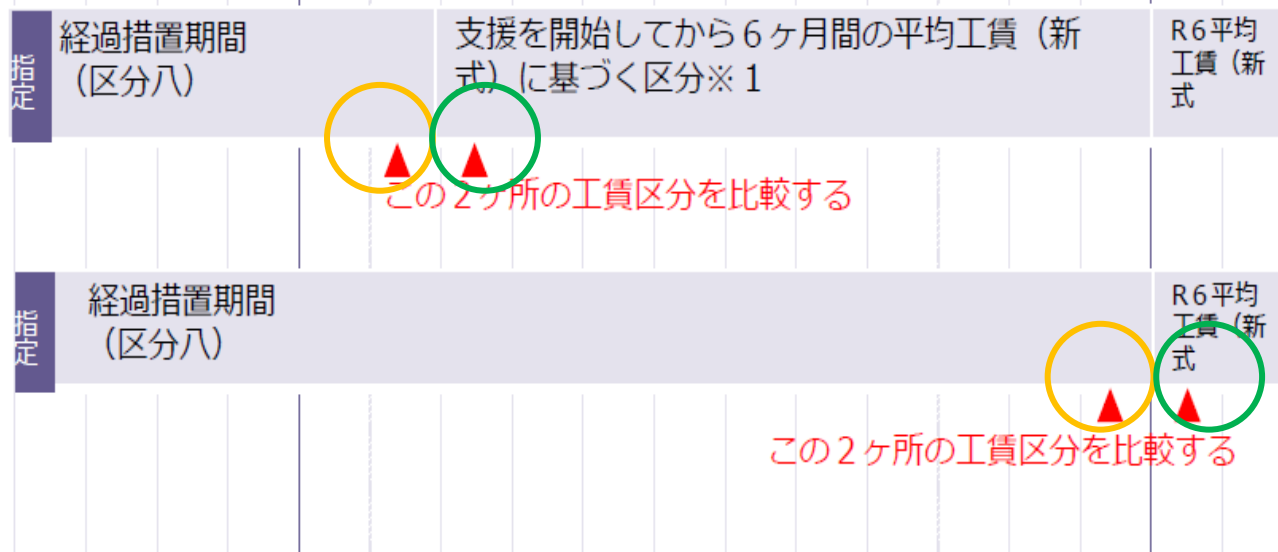 指定
経過措置期間
（区分八）
支援を開始してから６ヶ月間の平均工賃（新
式）に基づく区分※１
R６平均
工賃（新
式
この２ヶ所の工賃区分を比較する
指定
経過措置期間
（区分八）
R６平均
工賃（新
式
この２ヶ所の工賃区分を比較する